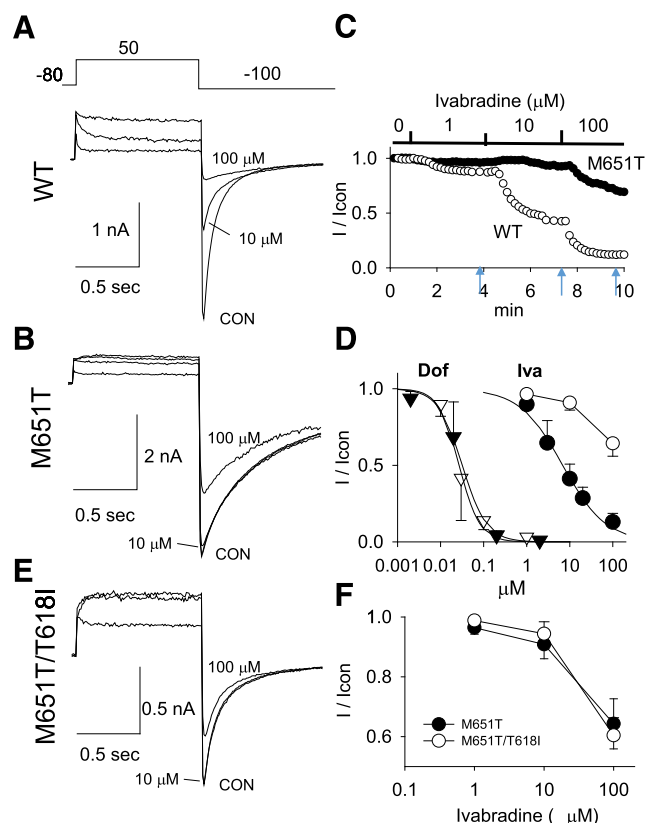 A
50
-80
-100
WT
100 μM
10 μM
1 nA
0.5 sec
CON
B
M651T
100 μM
2 nA
0.5 sec
10 μM
CON
E
M651T/T618I
100 μM
0.5 nA
0.5 sec
10 μM
CON
C
Ivabradine (μM)
0 1 10 100
I / Icon
1.0
0.5
0.0
M651T
WT
0 2 4 6 8 10
min
D
Dof Iva
I / Icon
1.0
0.5
0.0
0.001 0.01 0.1 1 10 100
μM
F
I / Icon
1.0
0.8
0.6
M651T
M651T/T618I
0.1 1 10 100
Ivabradine ( μM)